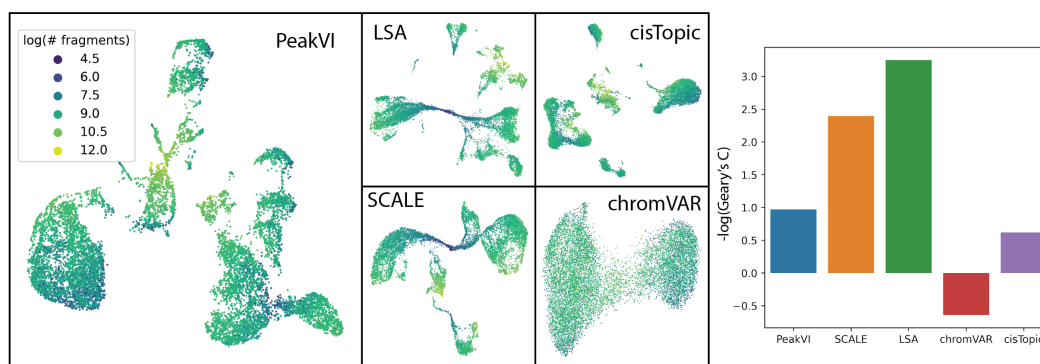 log(# fragments)
4.5
6.0
7.5
9.0
10.5
12.0
PeakVI
LSA
cisTopic
SCALE
chromVAR
-log(Geary's C)
3.0
2.5
2.0
1.5
1.0
0.5
0.0
−0.5
PeakVI
SCALE
LSA
chromVAR
cisTopic